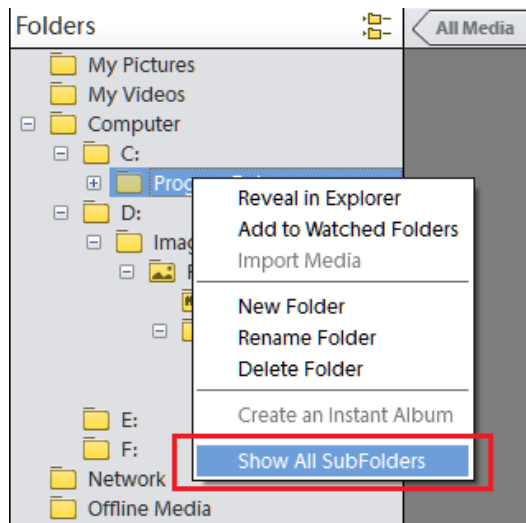 Folders
All Media
My Pictures
My Videos
Computer
C:
Reveal in Explorer
Add to Watched Folders
Import Media
New Folder
Rename Folder
Delete Folder
Create an Instant Album
Show All SubFolders
D:
E:
F:
Network
Offline Media